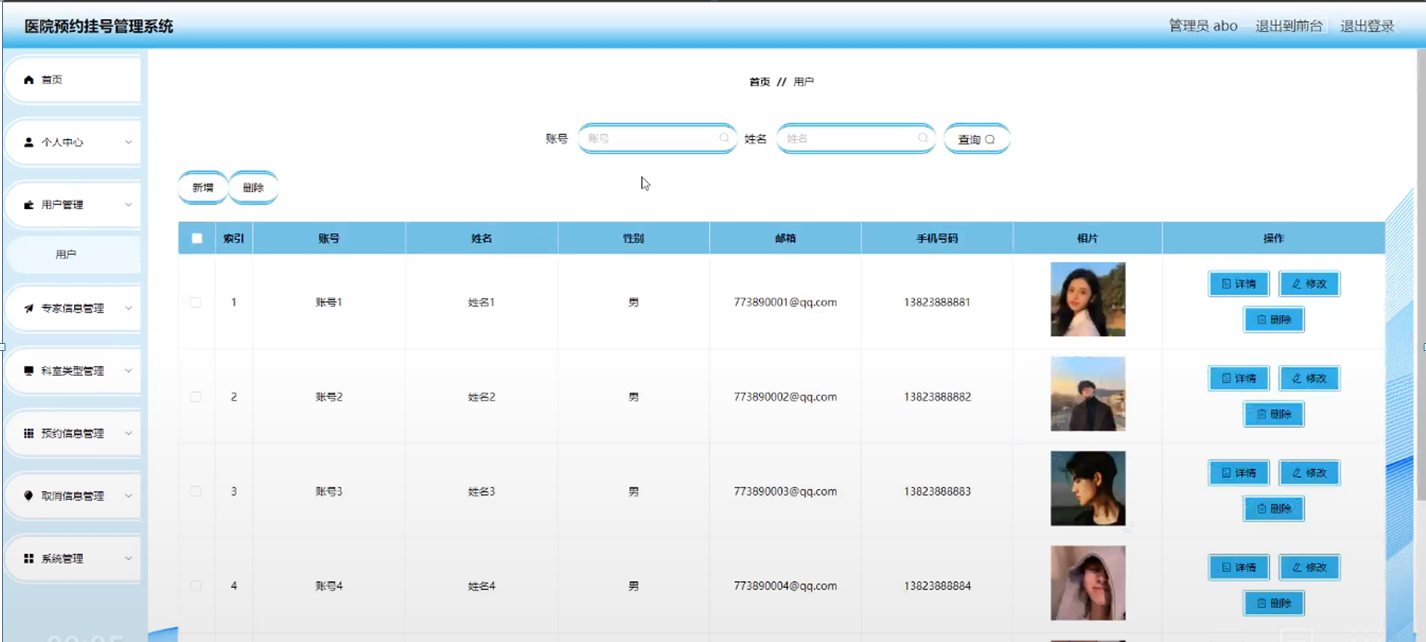 医院预约挂号管理系统 管理员 abo 退出到前台 退出登录
首页
个人中心
用户管理
用户
专家信息管理
科室类型管理
预约信息管理
取消信息管理
系统管理
首页 // 用户
账号 账号 姓名 姓名 查询
新增 删除
索引 账号 姓名 性别 邮箱 手机号码 相片 操作
1 账号1 姓名1 男 773890001@qq.com 13823888881 详情 修改
删除
2 账号2 姓名2 男 773890002@qq.com 13823888882 详情 修改
删除
3 账号3 姓名3 男 773890003@qq.com 13823888883 详情 修改
删除
4 账号4 姓名4 男 773890004@qq.com 13823888884 详情 修改
删除